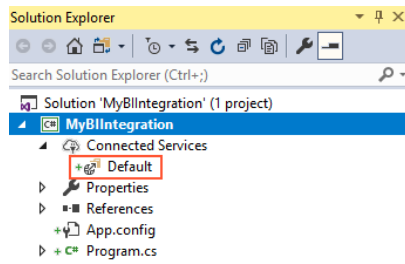 Solution Explorer
Search Solution Explorer (Ctrl+;)
Solution 'MyBIIntegration' (1 project)
C# MyBIIntegration
Connected Services
+ Default
Properties
References
+ App.config
+ C# Program.cs